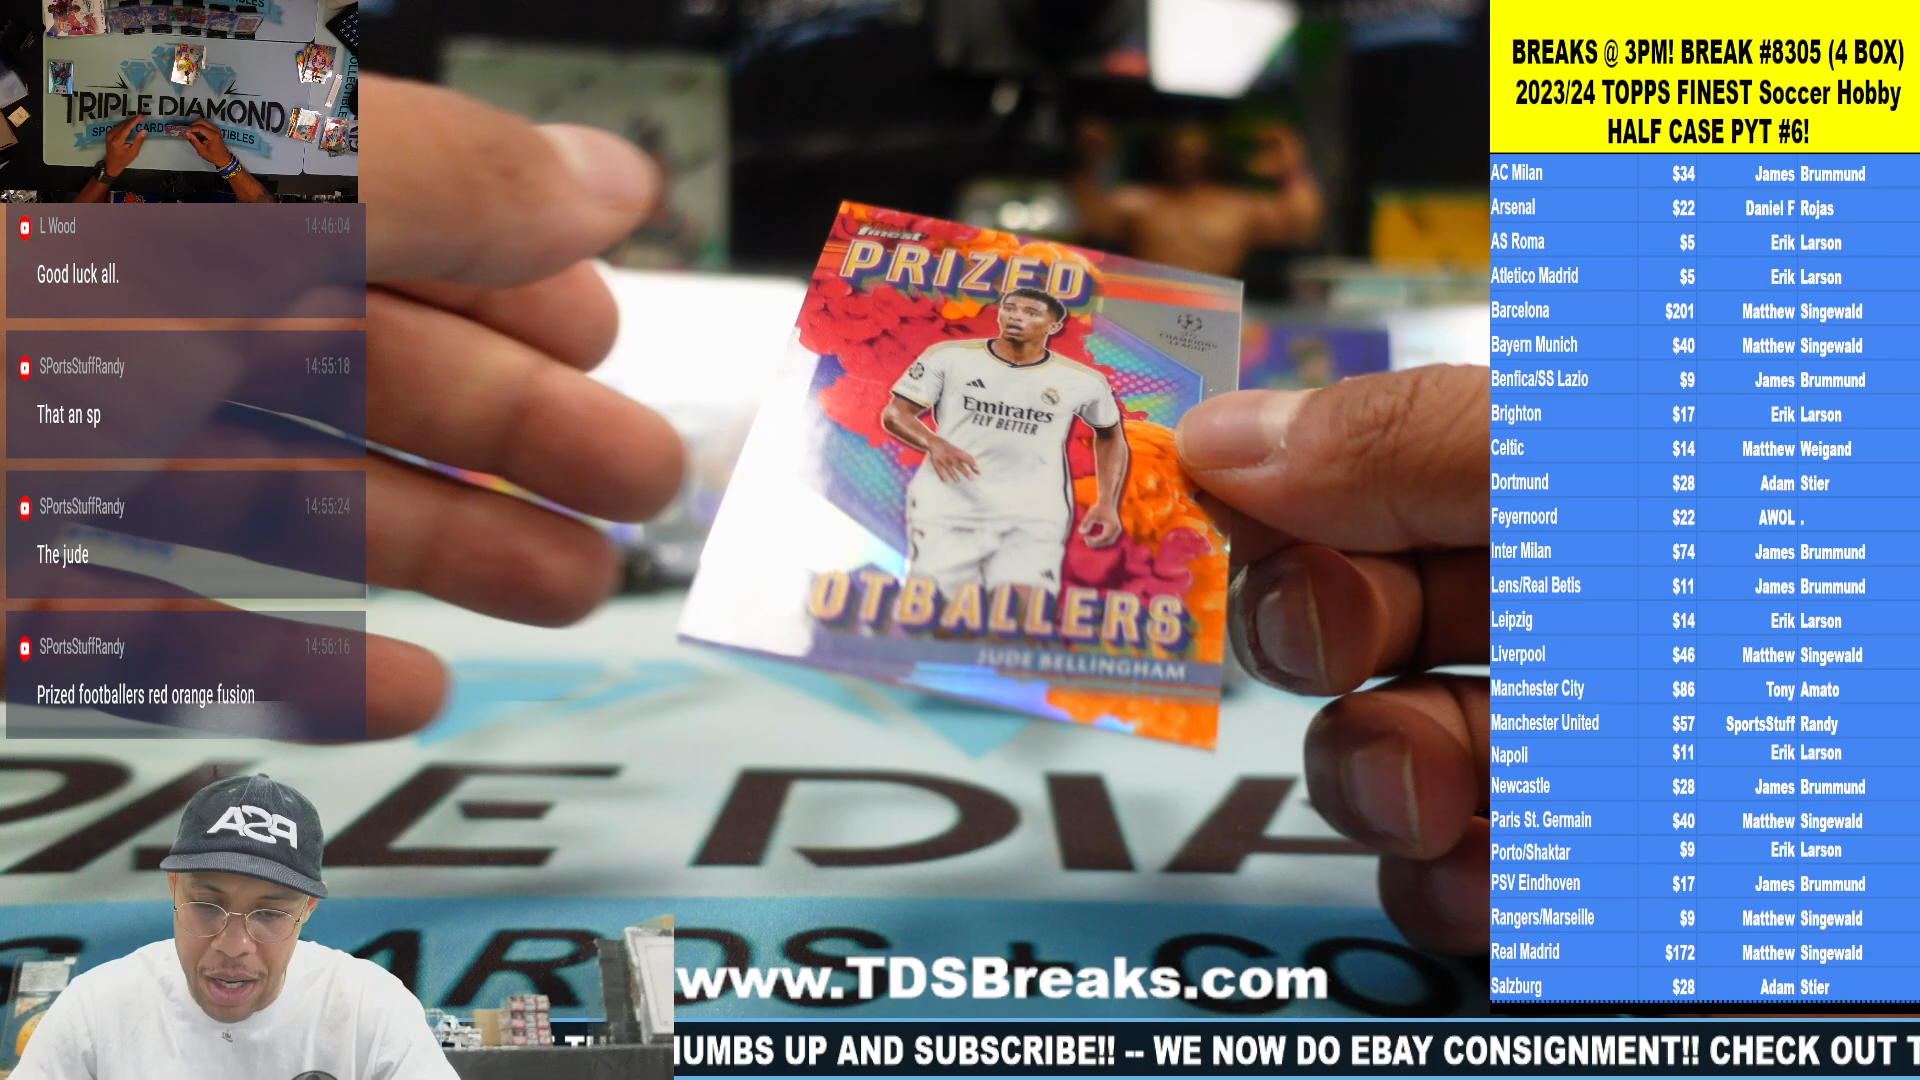 TRIPLE DIAMOND
L Wood 14:46:04
Good luck all.
SPortsStuffRandy 14:55:18
That an sp
SPortsStuffRandy 14:55:24
The jude
SPortsStuffRandy 14:56:16
Prized footballers red orange fusion
PSA
finest
PRIZED
CHAMPIONS
LEAGUE
Emirates
FLY BETTER
OTBALLERS
JUDE BELLINGHAM
PLE DIA
CARDS + CO
www.TDSBreaks.com
HUMBS UP AND SUBSCRIBE!! -- WE NOW DO EBAY CONSIGNMENT!! CHECK OUT T
BREAKS @ 3PM! BREAK #8305 (4 BOX)
2023/24 TOPPS FINEST Soccer Hobby
HALF CASE PYT #6!
AC Milan $34 James Brummund
Arsenal $22 Daniel F Rojas
AS Roma $5 Erik Larson
Atletico Madrid $5 Erik Larson
Barcelona $201 Matthew Singewald
Bayern Munich $40 Matthew Singewald
Benfica/SS Lazio $9 James Brummund
Brighton $17 Erik Larson
Celtic $14 Matthew Weigand
Dortmund $28 Adam Stier
Feyernoord $22 AWOL .
Inter Milan $74 James Brummund
Lens/Real Betis $11 James Brummund
Leipzig $14 Erik Larson
Liverpool $46 Matthew Singewald
Manchester City $86 Tony Amato
Manchester United $57 SportsStuff Randy
Napoli $11 Erik Larson
Newcastle $28 James Brummund
Paris St. Germain $40 Matthew Singewald
Porto/Shaktar $9 Erik Larson
PSV Eindhoven $17 James Brummund
Rangers/Marseille $9 Matthew Singewald
Real Madrid $172 Matthew Singewald
Salzburg $28 Adam Stier